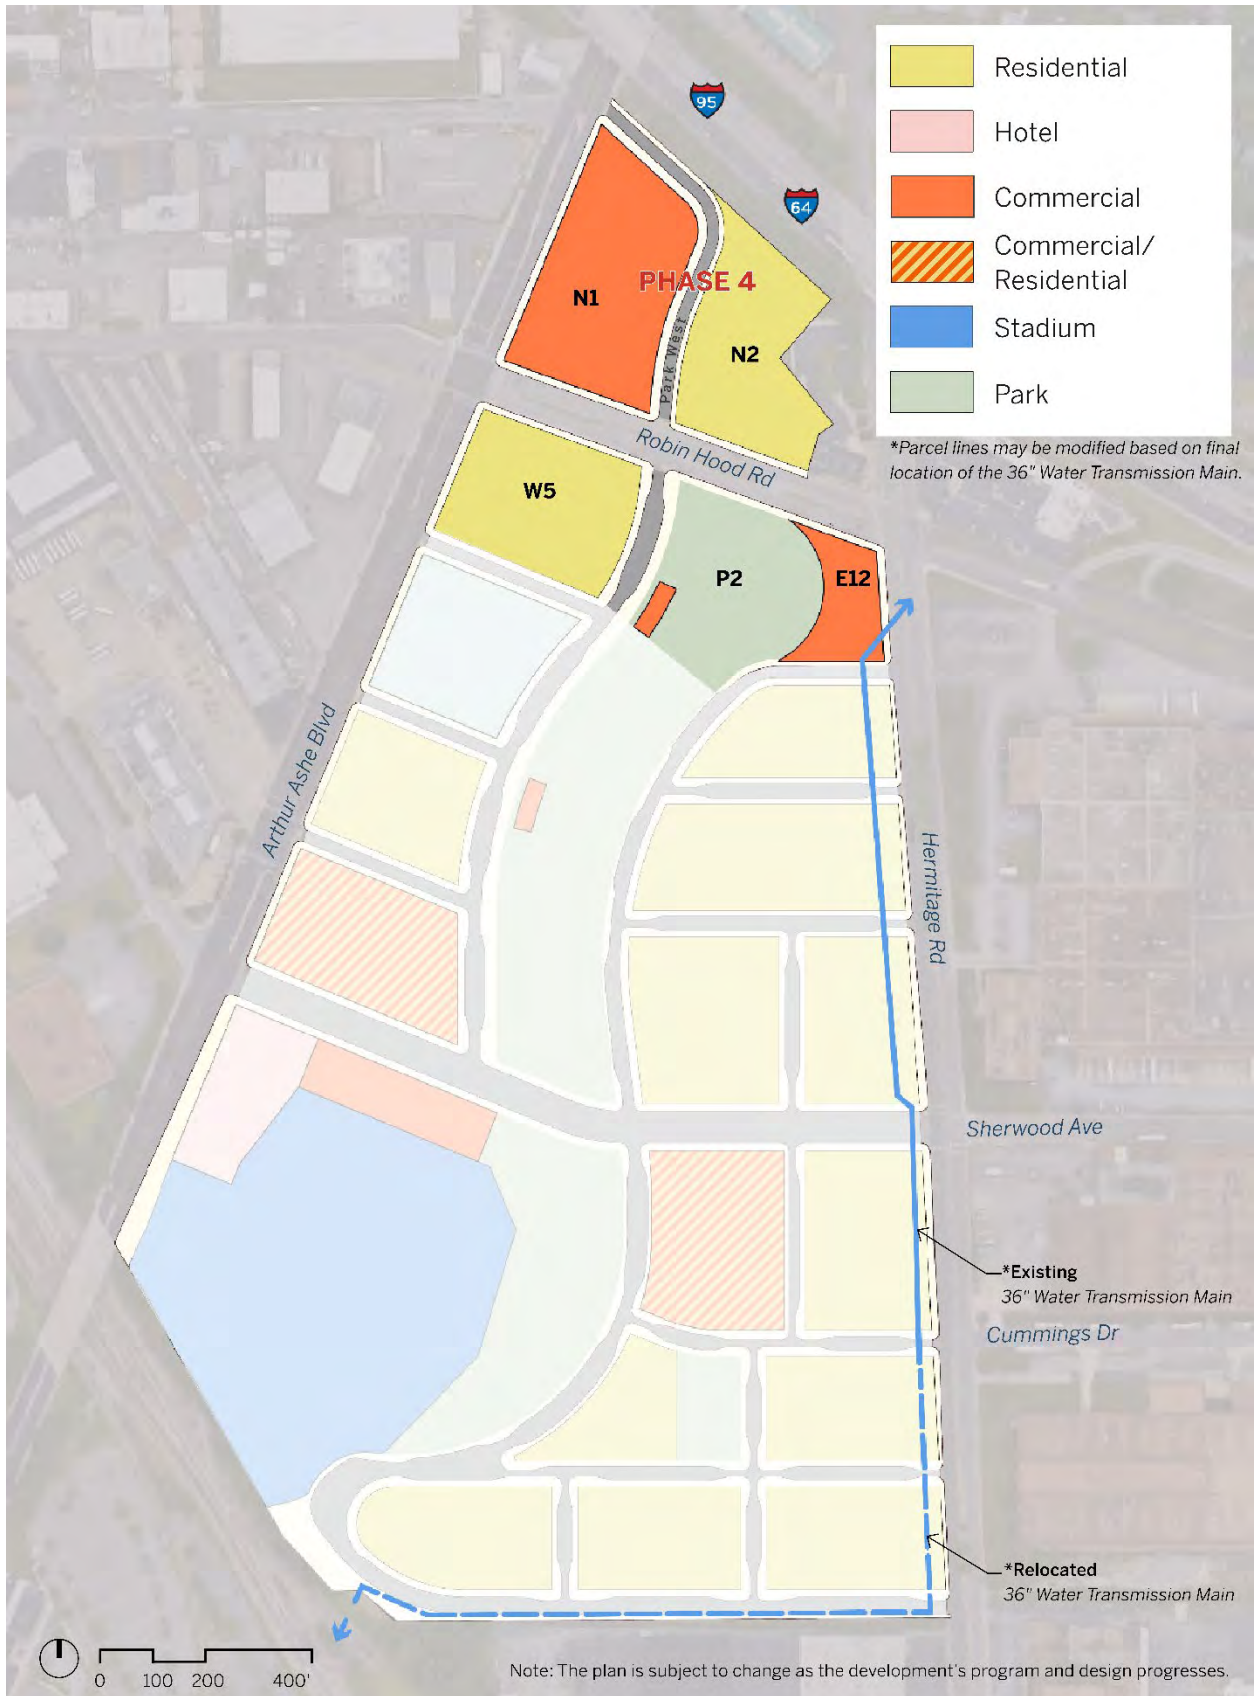 95
64
Residential
Hotel
Commercial
Commercial/
Residential
Stadium
Park
*Parcel lines may be modified based on final
location of the 36" Water Transmission Main.
PHASE 4
N1
N2
Park West
Robin Hood Rd
W5
P2
E12
Arthur Ashe Blvd
Hermitage Rd
Sherwood Ave
*Existing
36" Water Transmission Main
Cummings Dr
*Relocated
36" Water Transmission Main
0 100 200 400'
Note: The plan is subject to change as the development's program and design progresses.